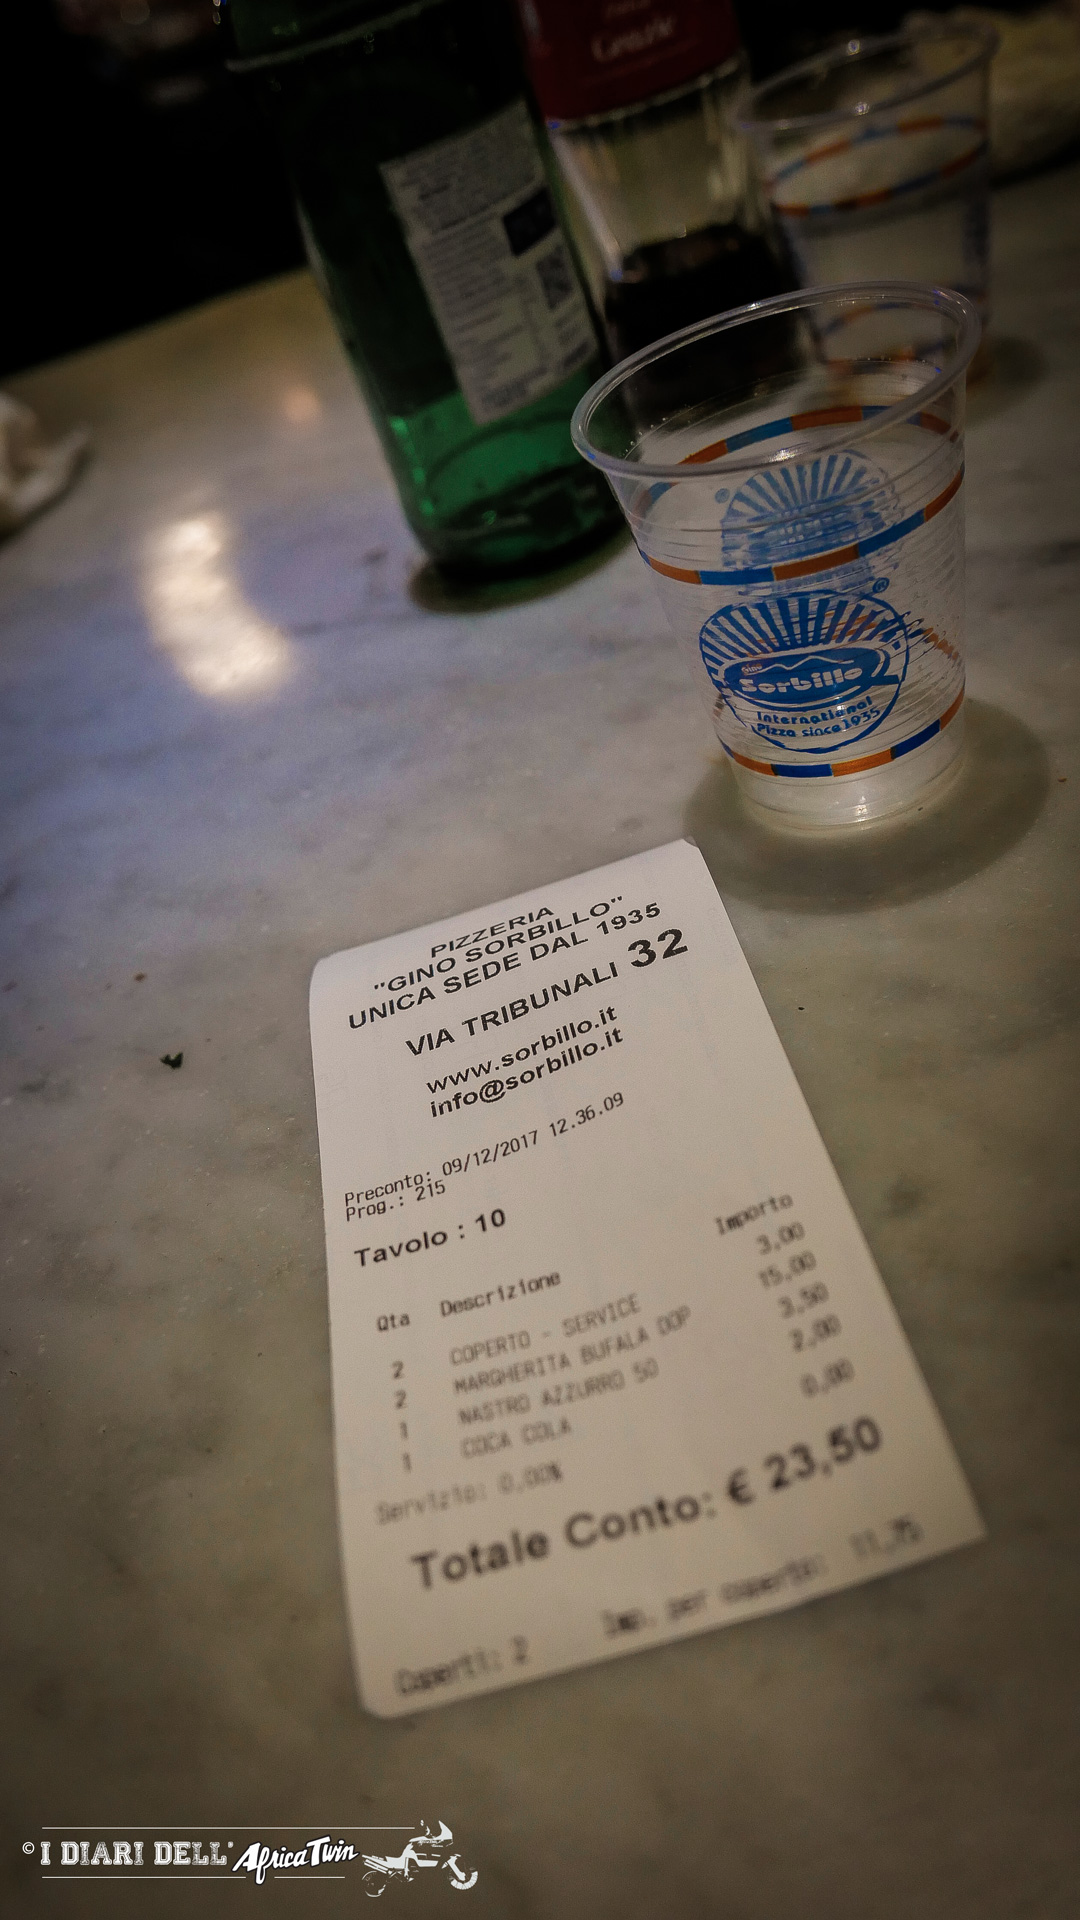 Gino
Sorbillo
International
Pizza since 1935
PIZZERIA
"GINO SORBILLO"
UNICA SEDE DAL 1935
VIA TRIBUNALI 32
www.sorbillo.it
info@sorbillo.it
Preconto: 09/12/2017 12.36.09
Prog.: 215
Tavolo : 10
Qta Descrizione Importo
2 COPERTO - SERVICE 3,00
2 MARGHERITA BUFALA DOP 15,00
1 NASTRO AZZURRO 50 3,50
1 COCA COLA 2,00
Servizio: 0,00% 0,00
Totale Conto: € 23,50
Coperti: 2 Imp. per coperto: 11,75
© I DIARI DELL' Africa Twin